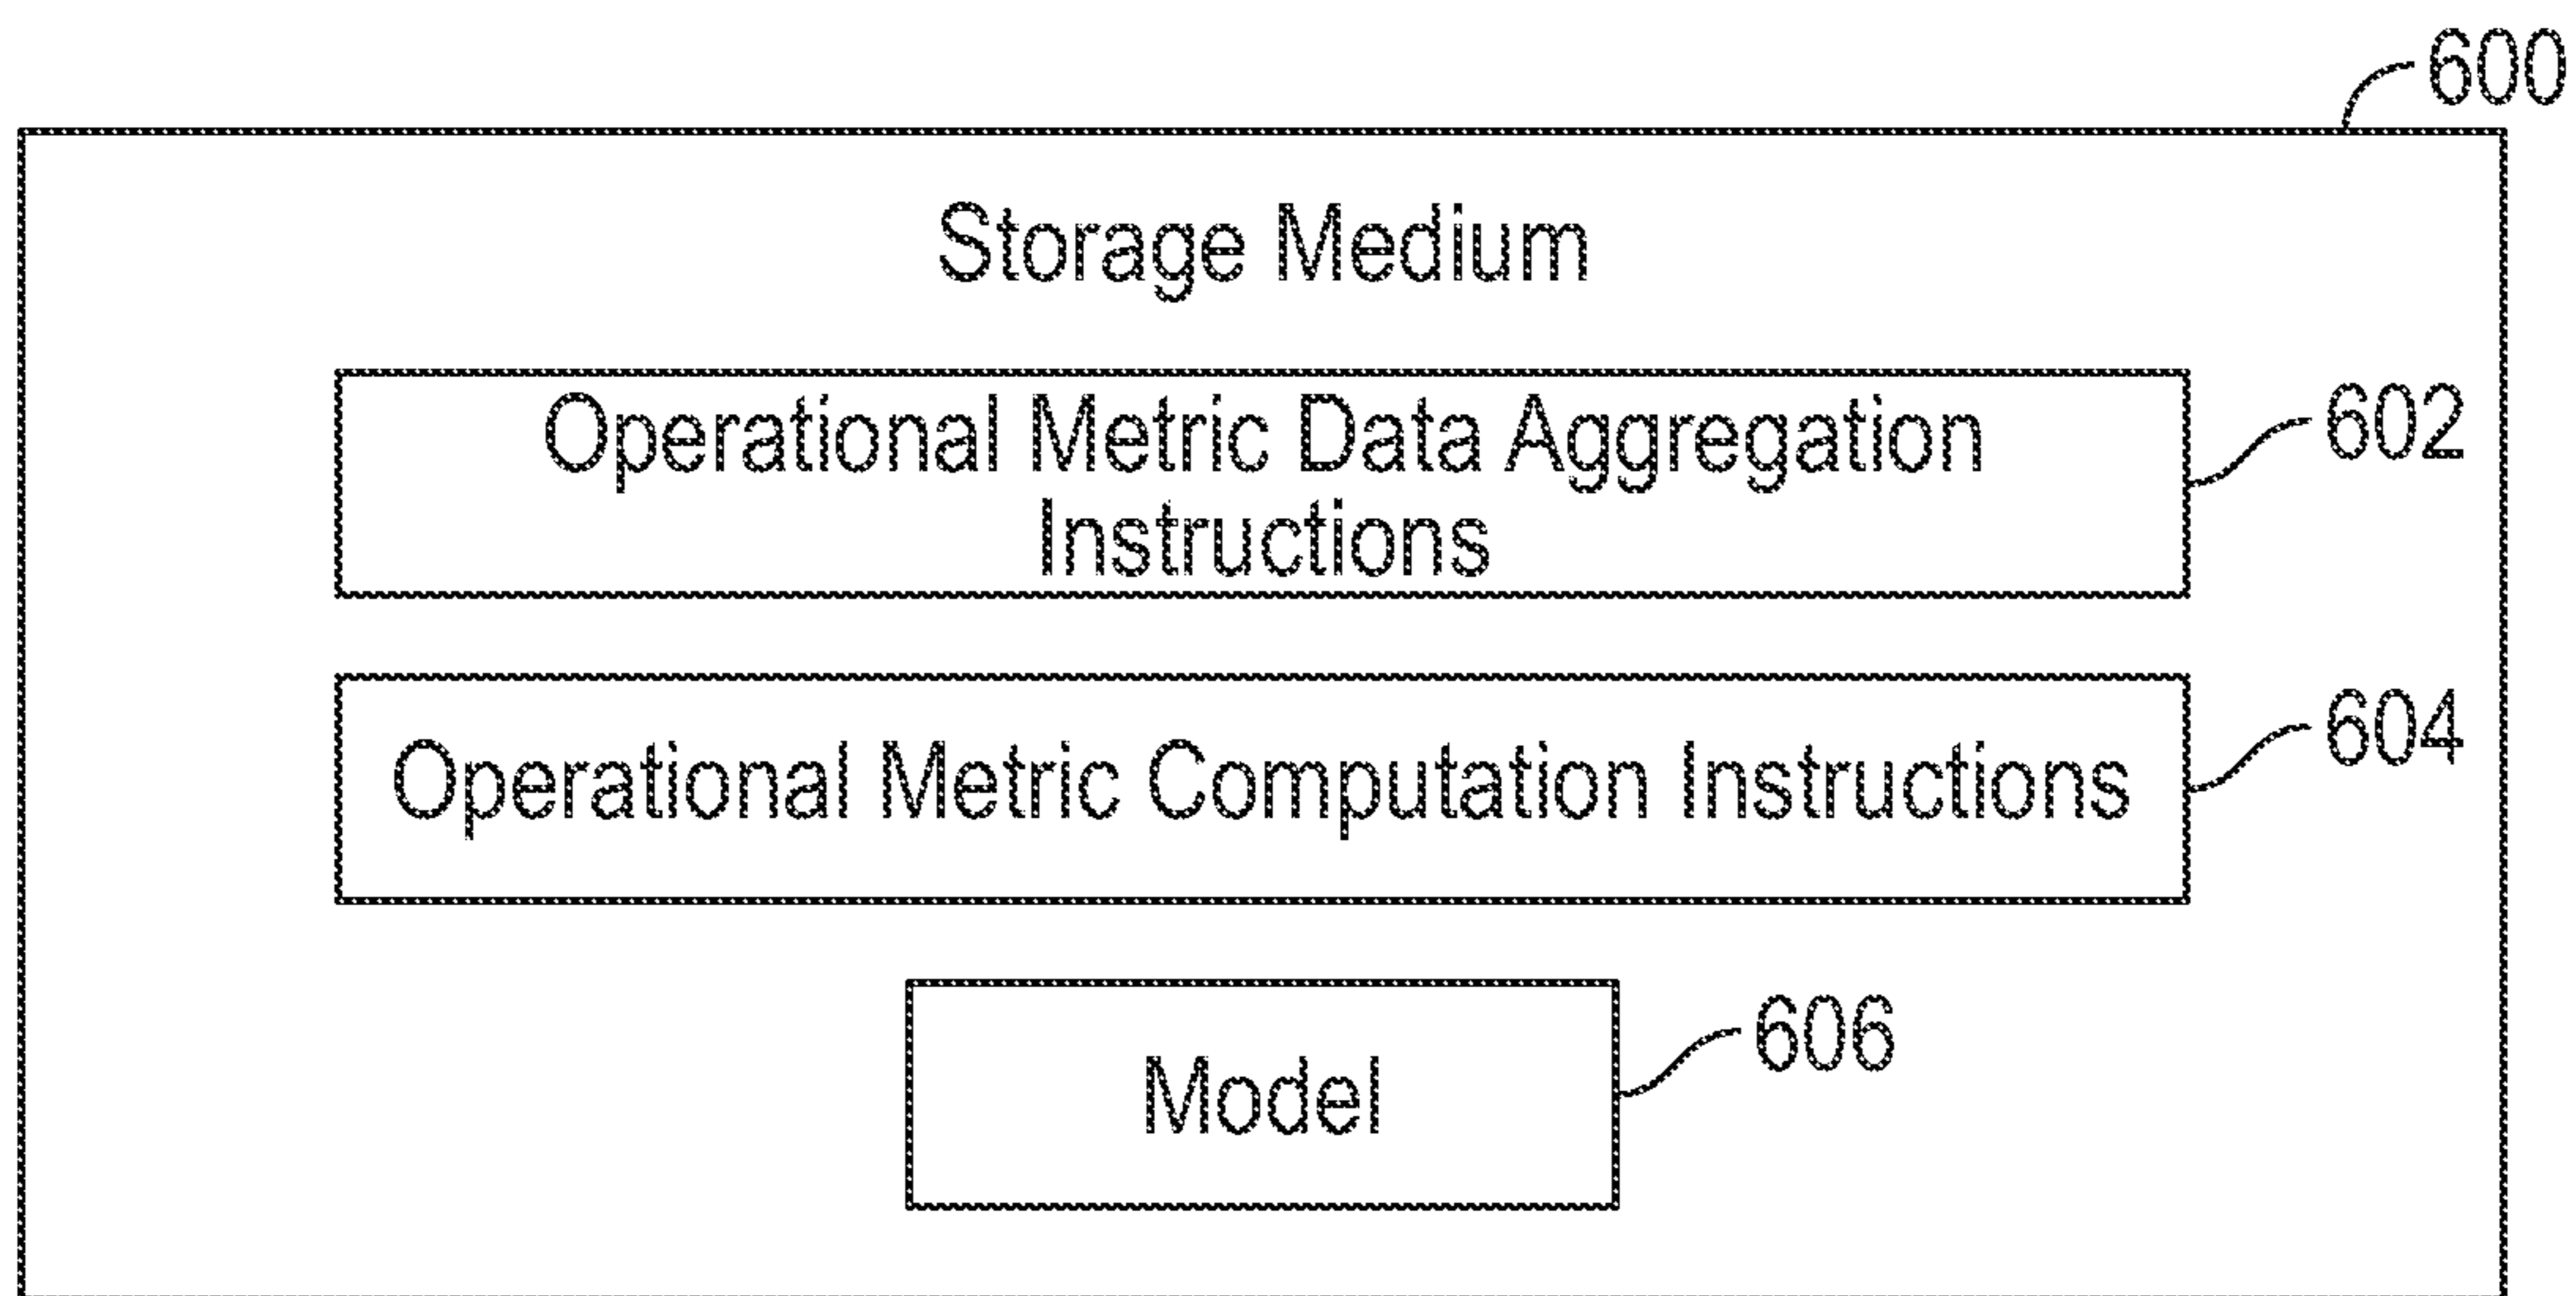 600
Storage Medium
Operational Metric Data Aggregation
Instructions
602
Operational Metric Computation Instructions
604
Model
606